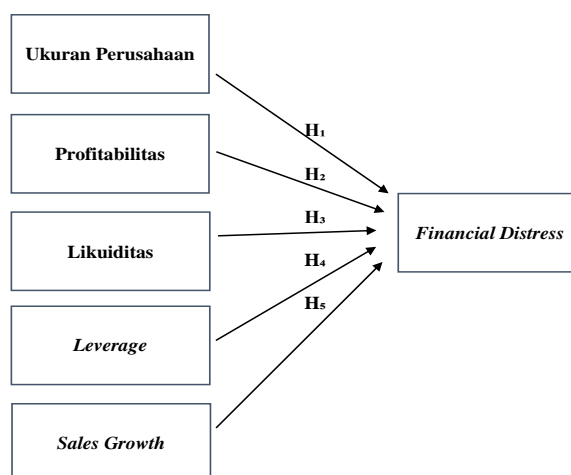 Ukuran Perusahaan
H₁
Profitabilitas
H₂
Likuiditas
H₃
Financial Distress
H₄
Leverage
H₅
Sales Growth